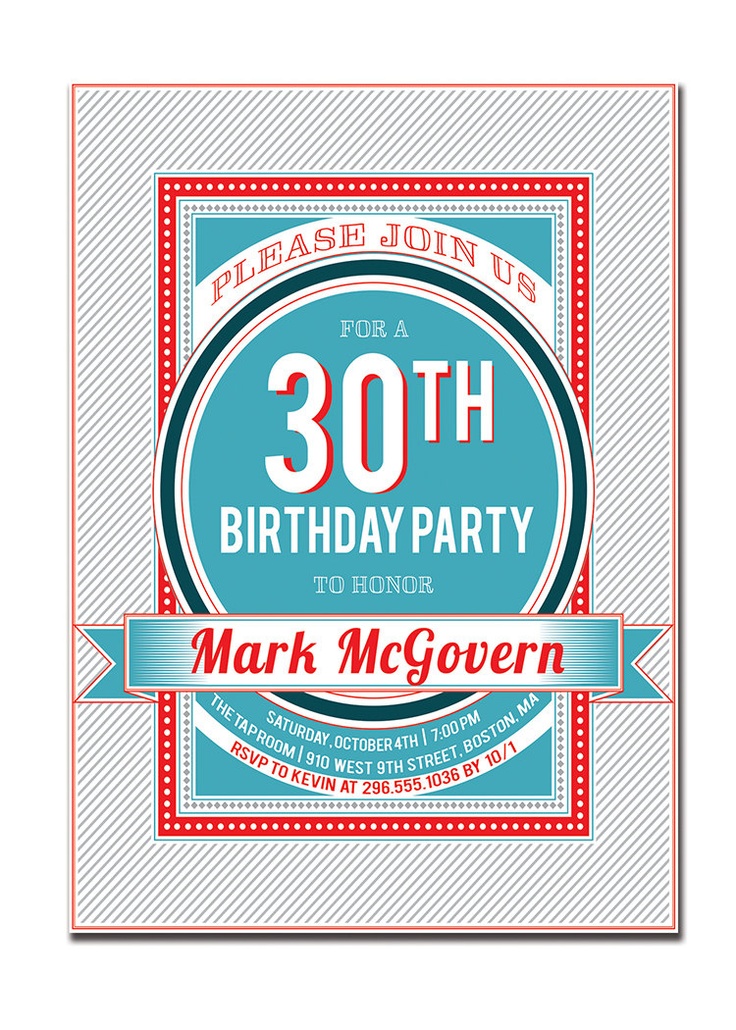 PLEASE JOIN US
FOR A
30TH
BIRTHDAY PARTY
TO HONOR
Mark McGovern
SATURDAY, OCTOBER 4TH | 7:00 PM
THE TAPROOM | 910 WEST 9TH STREET, BOSTON, MA
RSVP TO KEVIN AT 296.555.1036 BY 10/1